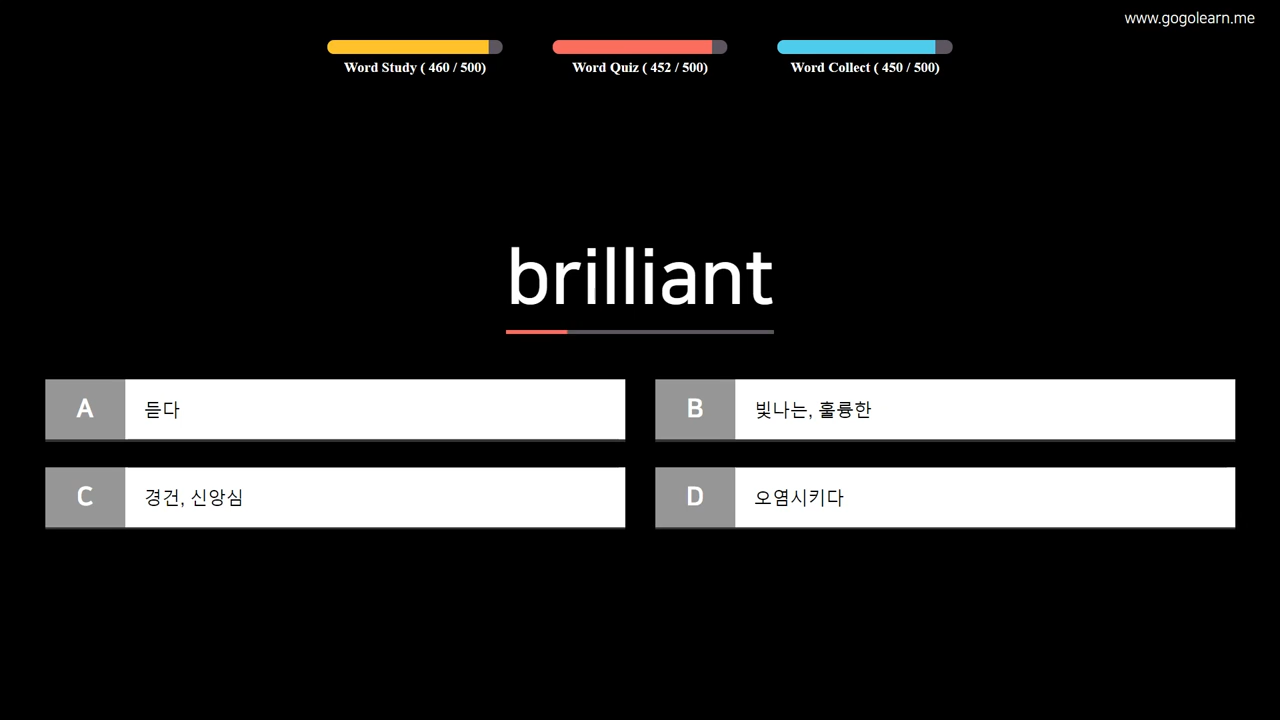 www.gogolearn.me
Word Study ( 460 / 500)
Word Quiz ( 452 / 500)
Word Collect ( 450 / 500)
brilliant
A 듣다
B 빛나는, 훌륭한
C 경건, 신앙심
D 오염시키다